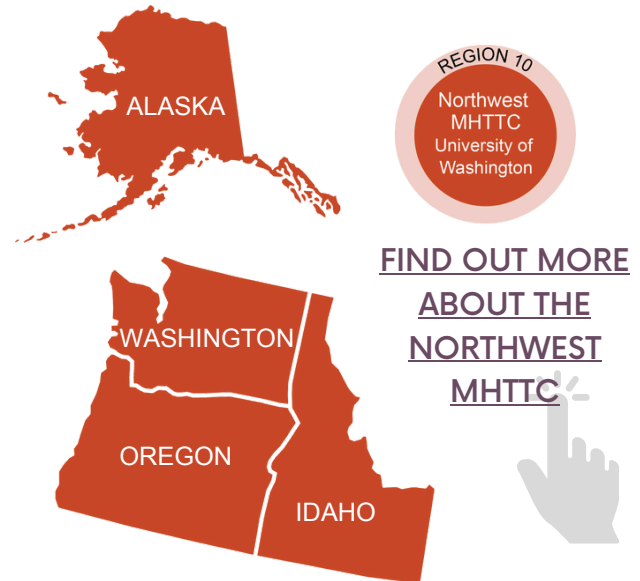 ALASKA
REGION 10
Northwest
MHTTC
University of
Washington
FIND OUT MORE
ABOUT THE
NORTHWEST
MHTTC
WASHINGTON
OREGON
IDAHO